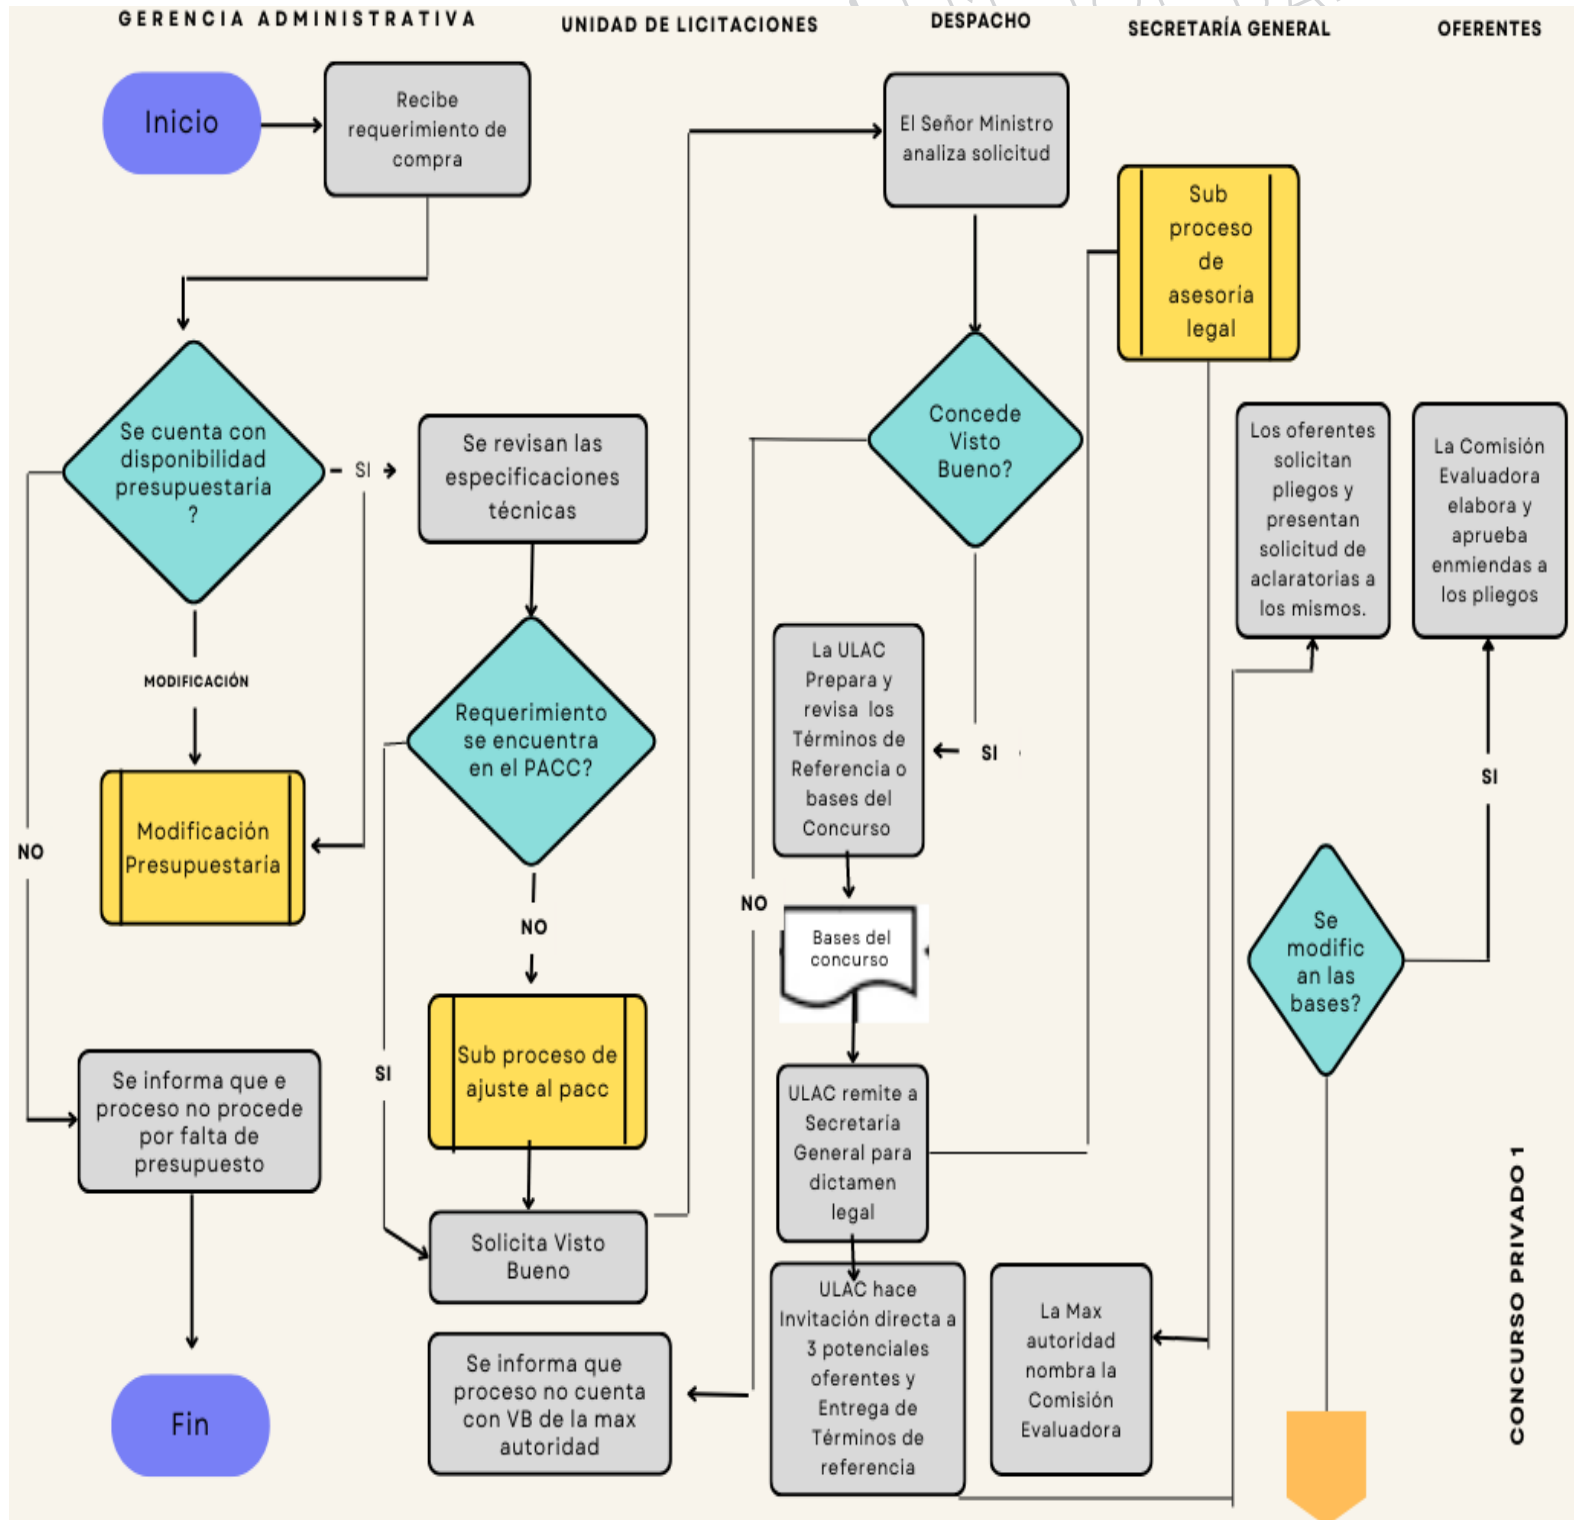 GERENCIA ADMINISTRATIVA
UNIDAD DE LICITACIONES
DESPACHO
SECRETARÍA GENERAL
OFERENTES
Inicio
Recibe
requerimiento de
compra
El Señor Ministro
analiza solicitud
Sub
proceso
de
asesoría
legal
Se cuenta con
disponibilidad
presupuestaria
?
SI
Se revisan las
especificaciones
técnicas
Concede
Visto
Bueno?
Los oferentes
solicitan
pliegos y
presentan
solicitud de
aclaratorias a
los mismos.
La Comisión
Evaluadora
elabora y
aprueba
enmiendas a
los pliegos
MODIFICACIÓN
Requerimiento
se encuentra
en el PACC?
La ULAC
Prepara y
revisa los
Términos de
Referencia o
bases del
Concurso
SI
SI
Modificación
Presupuestaria
NO
NO
NO
Bases del
concurso
Se
modific
an las
bases?
Sub proceso de
ajuste al pacc
SI
Se informa que e
proceso no procede
por falta de
presupuesto
ULAC remite a
Secretaría
General para
dictamen
legal
Solicita Visto
Bueno
ULAC hace
Invitación directa a
3 potenciales
oferentes y
Entrega de
Términos de
referencia
La Max
autoridad
nombra la
Comisión
Evaluadora
Se informa que
proceso no cuenta
con VB de la max
autoridad
Fin
CONCURSO PRIVADO 1